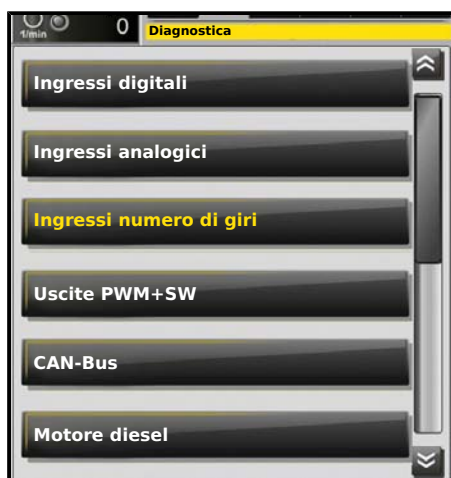 1/min
0
Diagnostica
Ingressi digitali
Ingressi analogici
Ingressi numero di giri
Uscite PWM+SW
CAN-Bus
Motore diesel